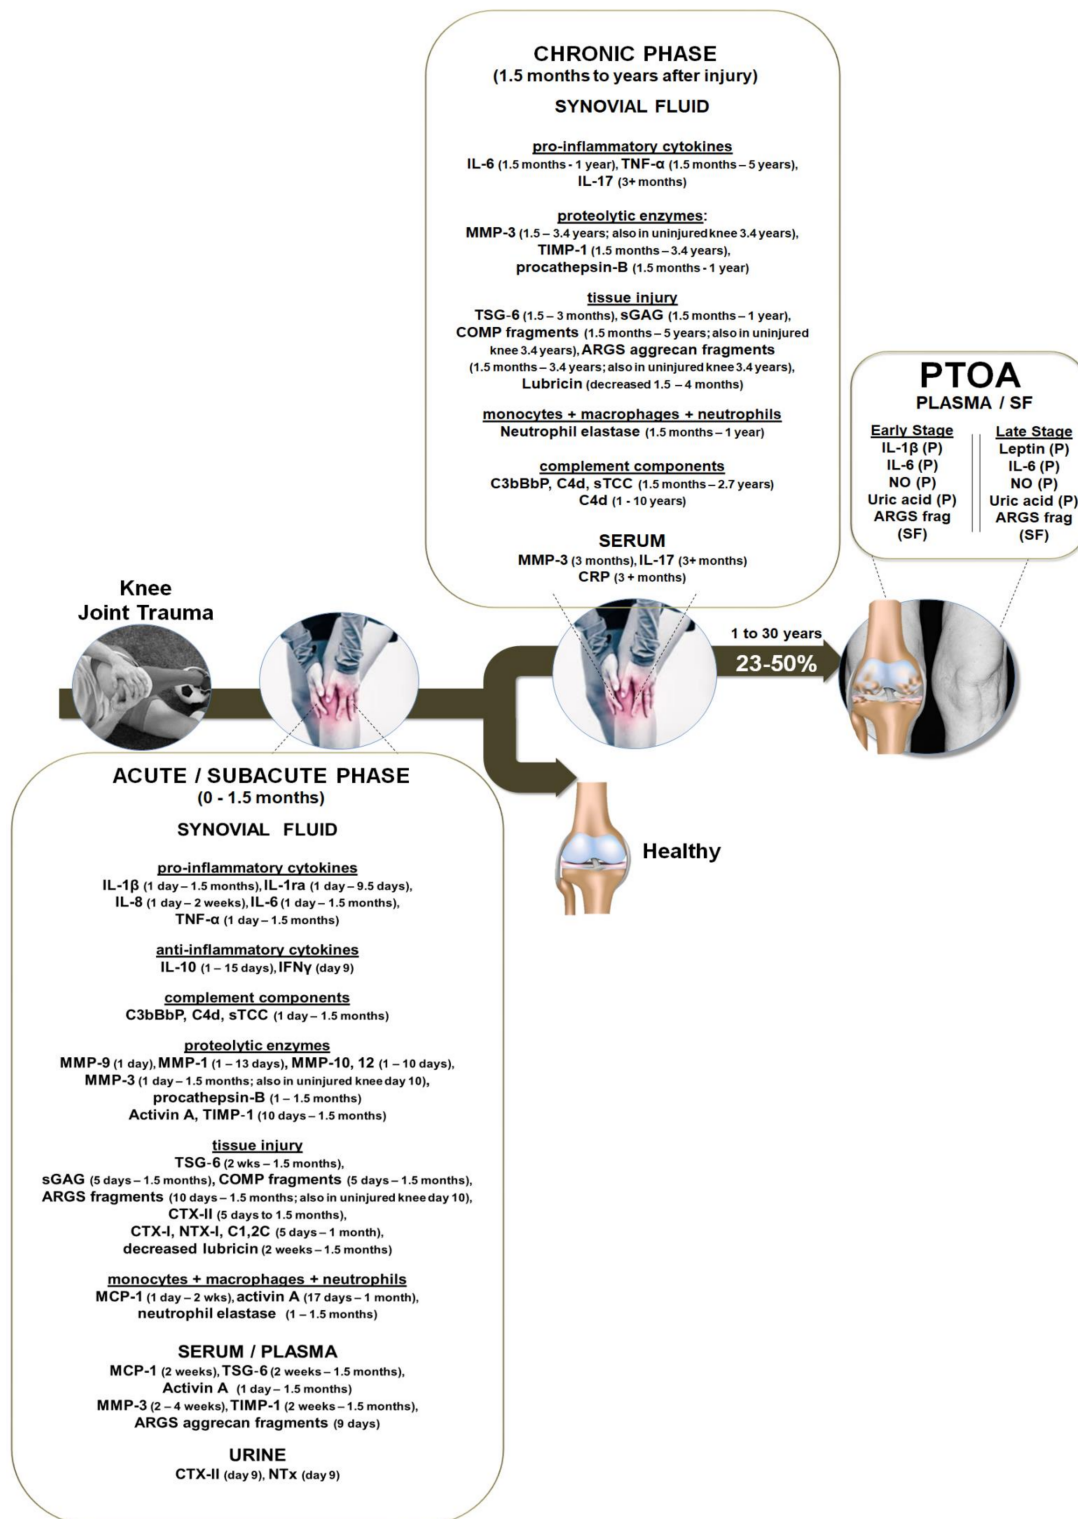 CHRONIC PHASE
(1.5 months to years after injury)
SYNOVIAL FLUID
pro-inflammatory cytokines
IL-6 (1.5 months - 1 year), TNF-α (1.5 months – 5 years),
IL-17 (3+ months)
proteolytic enzymes:
MMP-3 (1.5 – 3.4 years; also in uninjured knee 3.4 years),
TIMP-1 (1.5 months – 3.4 years),
procathepsin-B (1.5 months - 1 year)
tissue injury
TSG-6 (1.5 – 3 months), sGAG (1.5 months – 1 year),
COMP fragments (1.5 months – 5 years; also in uninjured
knee 3.4 years), ARGS aggrecan fragments
(1.5 months – 3.4 years; also in uninjured knee 3.4 years),
Lubricin (decreased 1.5 – 4 months)
monocytes + macrophages + neutrophils
Neutrophil elastase (1.5 months – 1 year)
complement components
C3bBbP, C4d, sTCC (1.5 months – 2.7 years)
C4d (1 - 10 years)
SERUM
MMP-3 (3 months), IL-17 (3+ months)
CRP (3 + months)
PTOA
PLASMA / SF
Early Stage
IL-1β (P)
IL-6 (P)
NO (P)
Uric acid (P)
ARGS frag
(SF)
Late Stage
Leptin (P)
IL-6 (P)
NO (P)
Uric acid (P)
ARGS frag
(SF)
Knee
Joint Trauma
1 to 30 years
23-50%
Healthy
ACUTE / SUBACUTE PHASE
(0 - 1.5 months)
SYNOVIAL FLUID
pro-inflammatory cytokines
IL-1β (1 day – 1.5 months), IL-1ra (1 day – 9.5 days),
IL-8 (1 day – 2 weeks), IL-6 (1 day – 1.5 months),
TNF-α (1 day – 1.5 months)
anti-inflammatory cytokines
IL-10 (1 – 15 days), IFNγ (day 9)
complement components
C3bBbP, C4d, sTCC (1 day – 1.5 months)
proteolytic enzymes
MMP-9 (1 day), MMP-1 (1 – 13 days), MMP-10, 12 (1 – 10 days),
MMP-3 (1 day – 1.5 months; also in uninjured knee day 10),
procathepsin-B (1 – 1.5 months)
Activin A, TIMP-1 (10 days – 1.5 months)
tissue injury
TSG-6 (2 wks – 1.5 months),
sGAG (5 days – 1.5 months), COMP fragments (5 days – 1.5 months),
ARGS fragments (10 days – 1.5 months; also in uninjured knee day 10),
CTX-II (5 days to 1.5 months),
CTX-I, NTX-I, C1,2C (5 days – 1 month),
decreased lubricin (2 weeks – 1.5 months)
monocytes + macrophages + neutrophils
MCP-1 (1 day – 2 wks), activin A (17 days – 1 month),
neutrophil elastase (1 – 1.5 months)
SERUM / PLASMA
MCP-1 (2 weeks), TSG-6 (2 weeks – 1.5 months),
Activin A (1 day – 1.5 months)
MMP-3 (2 – 4 weeks), TIMP-1 (2 weeks – 1.5 months),
ARGS aggrecan fragments (9 days)
URINE
CTX-II (day 9), NTx (day 9)